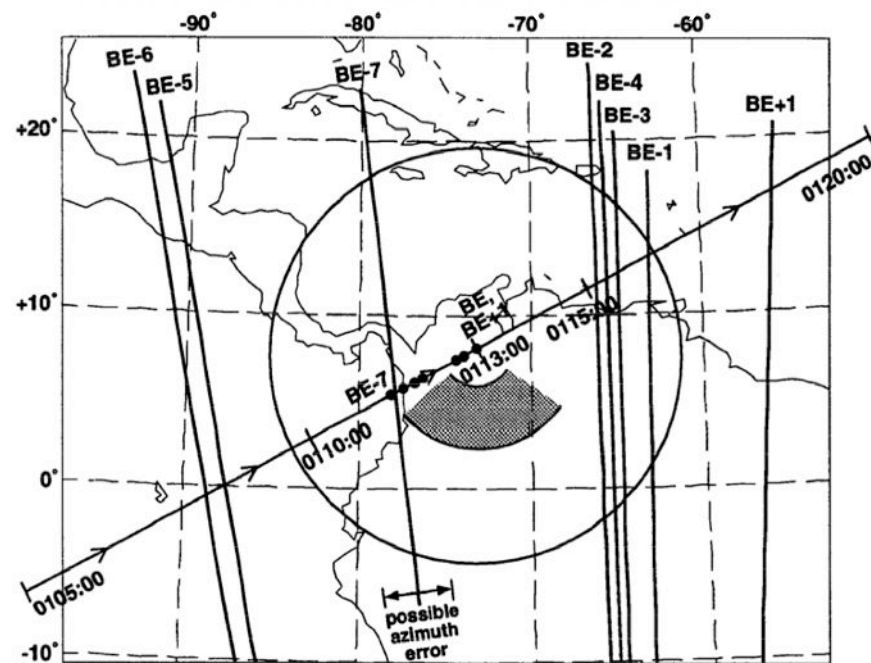 -90° -80° -70° -60°
BE-6
BE-5
BE-7
BE-2
BE-4
BE-3
BE-1
BE+1
+20°
0120:00
+10°
BE,
BE+1
0115:00
0113:00
BE-7
0110:00
0°
0105:00
possible
azimuth
error
-10°